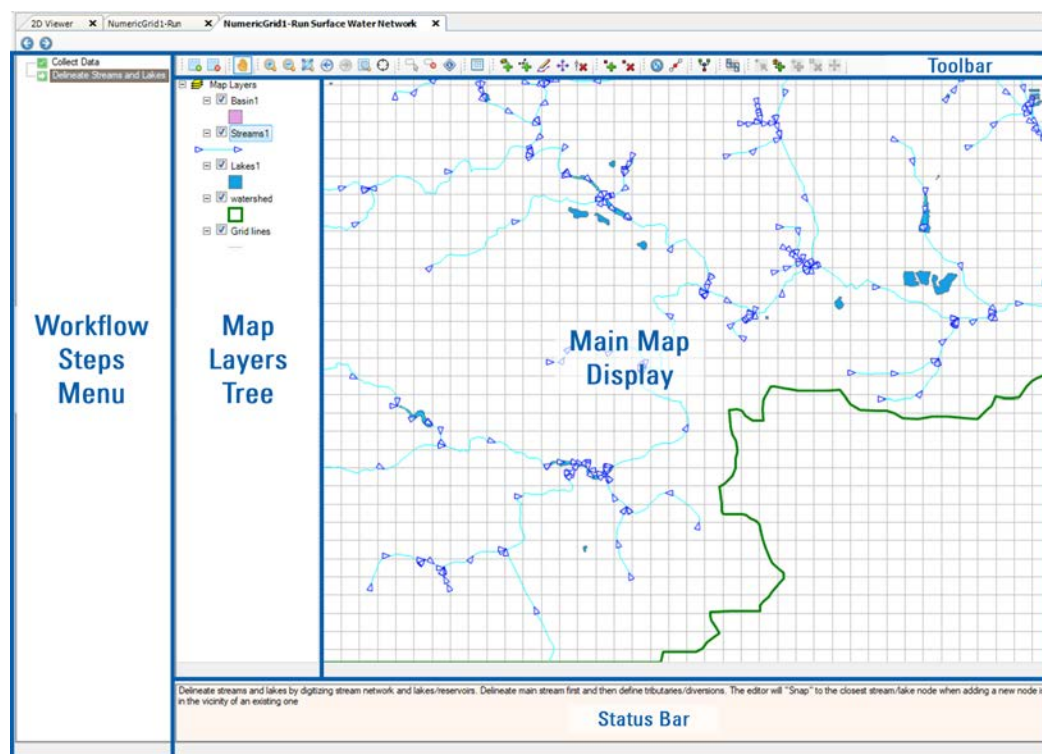 2D Viewer
NumericGrid1-Run
NumericGrid1-Run Surface Water Network
Collect Data
Delineate Streams and Lakes
Toolbar
Map Layers
Basin1
Streams1
Lakes1
watershed
Grid lines
Workflow
Steps
Menu
Map
Layers
Tree
Main Map
Display
Delineate streams and lakes by digitizing stream network and lakes/reservoirs. Delineate main stream first and then define tributaries/diversions. The editor will "Snap" to the closest stream/lake node when adding a new node
in the vicinity of an existing one
Status Bar